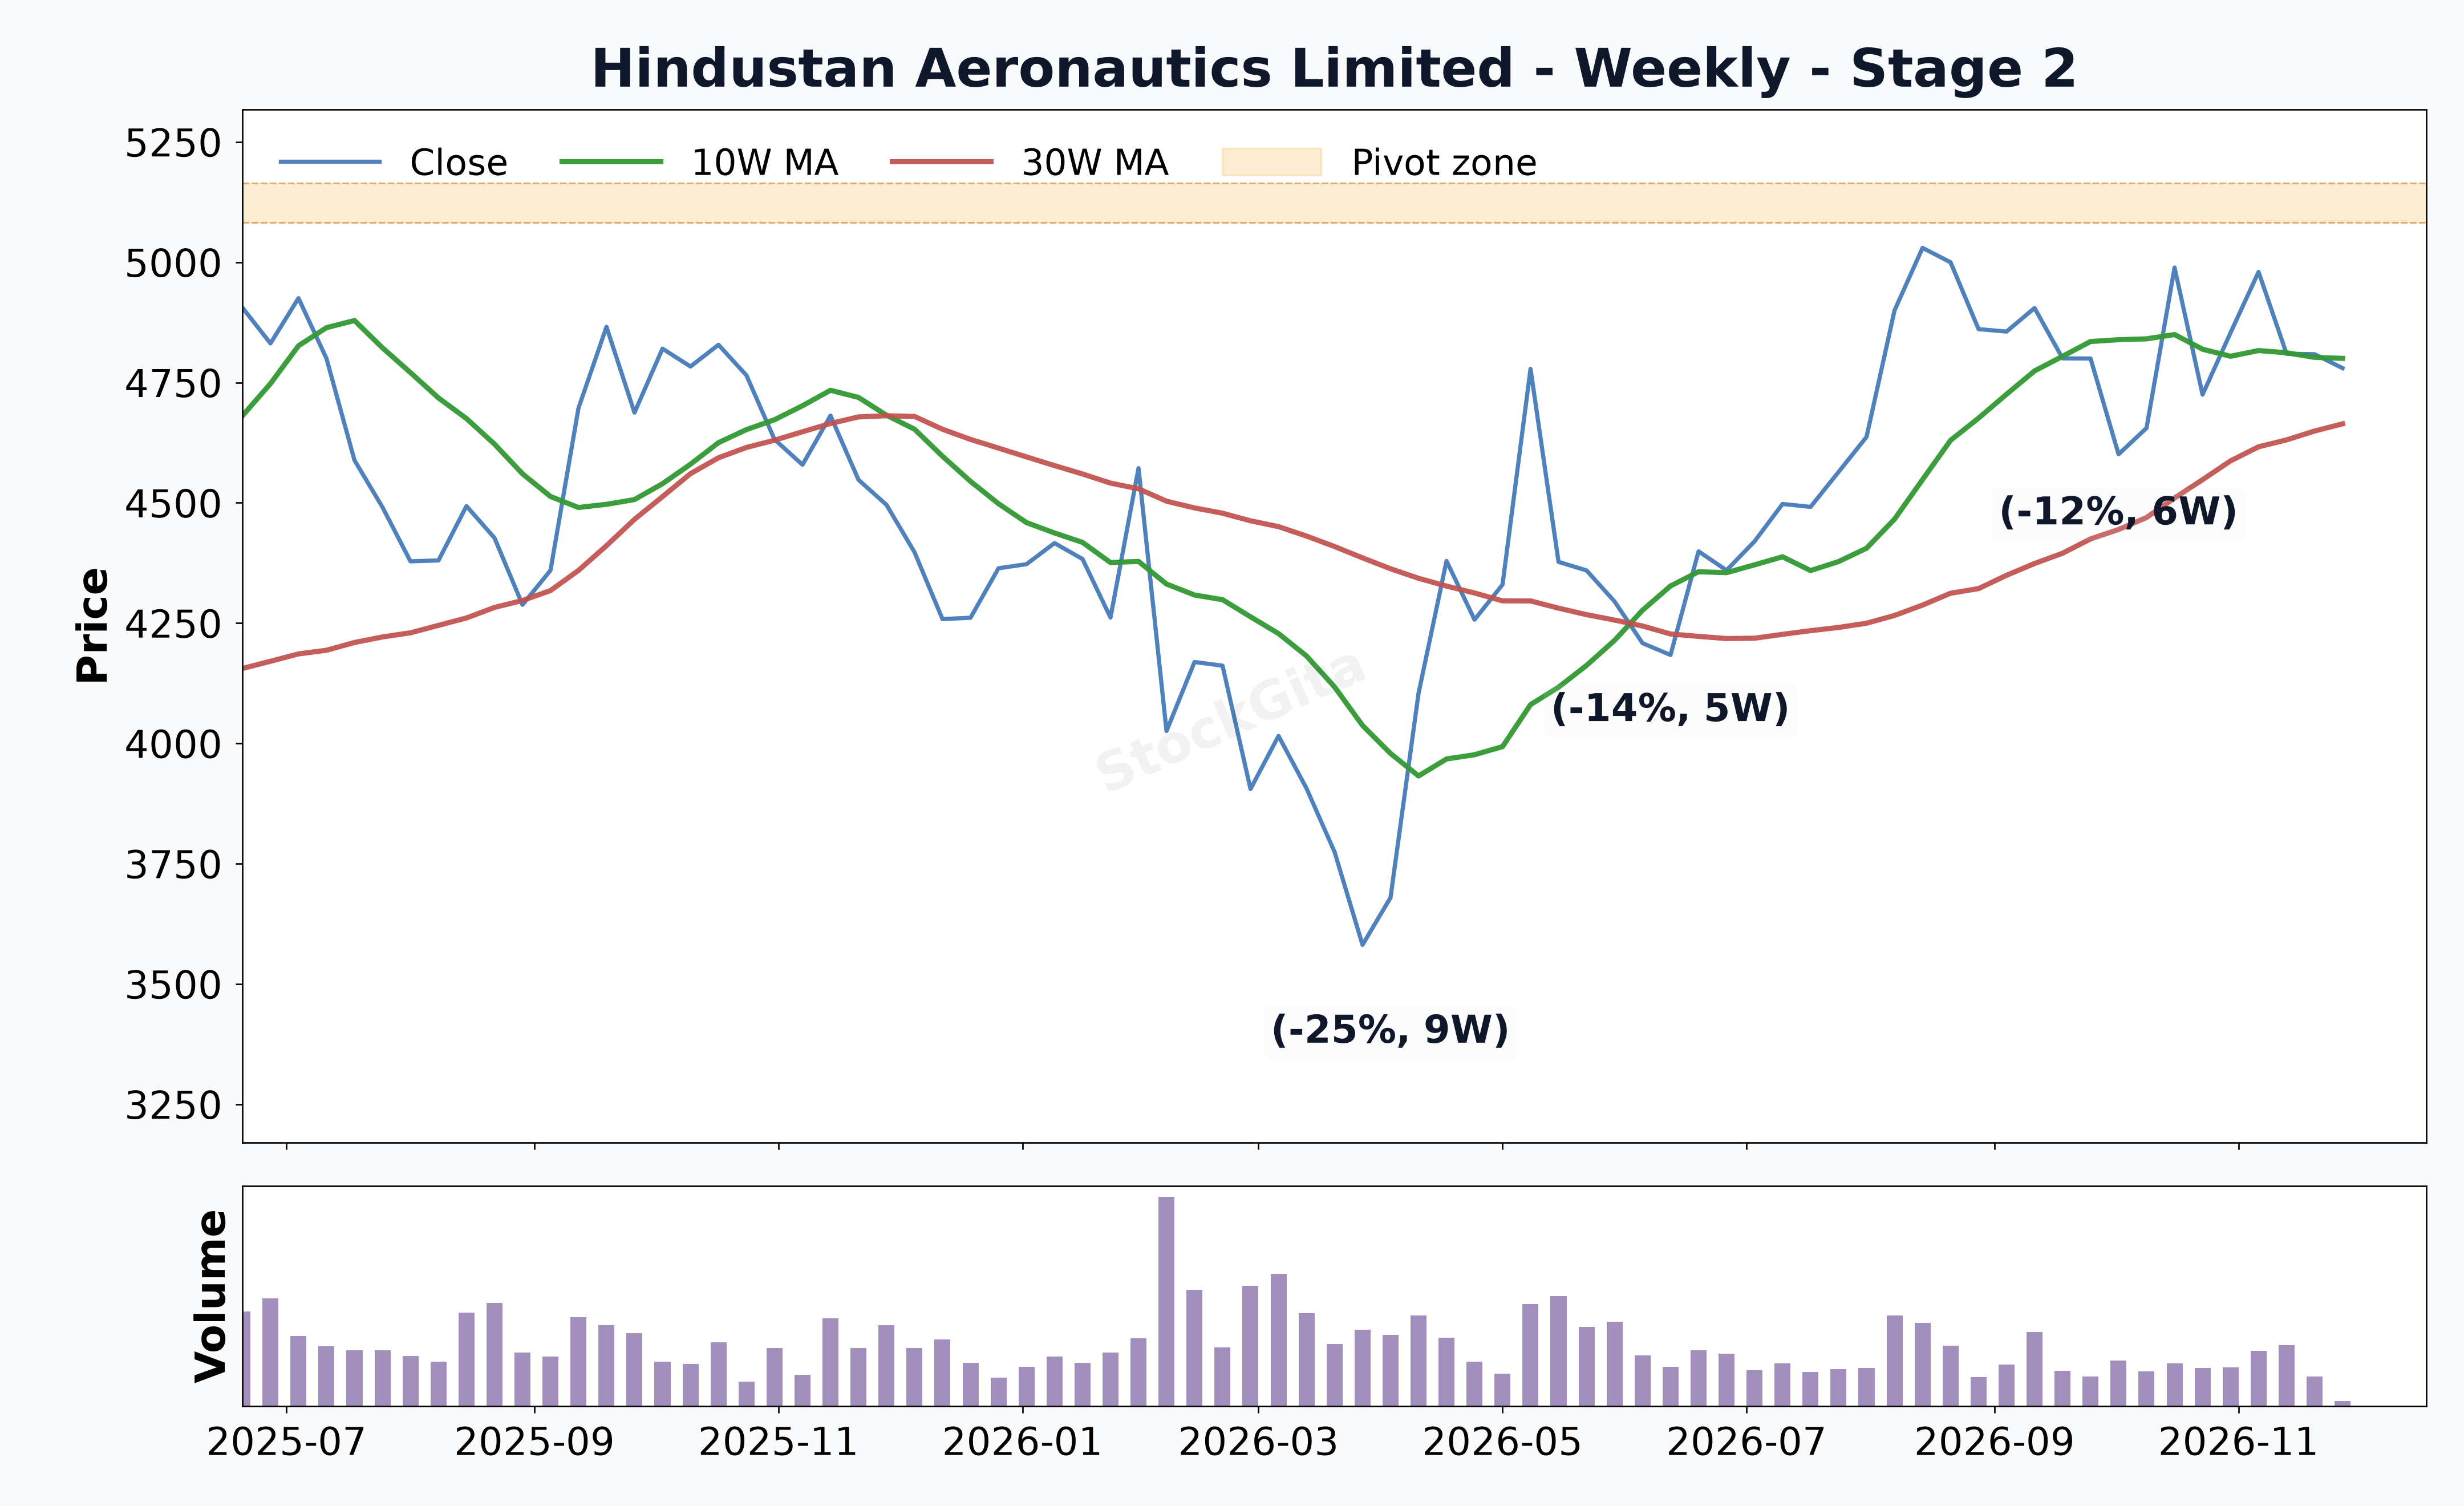 Hindustan Aeronautics Limited - Weekly - Stage 2
Close 10W MA 30W MA Pivot zone
Price
5250
5000
4750
4500
4250
4000
3750
3500
3250
(-12%, 6W)
(-14%, 5W)
(-25%, 9W)
StockGita
Volume
2025-07 2025-09 2025-11 2026-01 2026-03 2026-05 2026-07 2026-09 2026-11